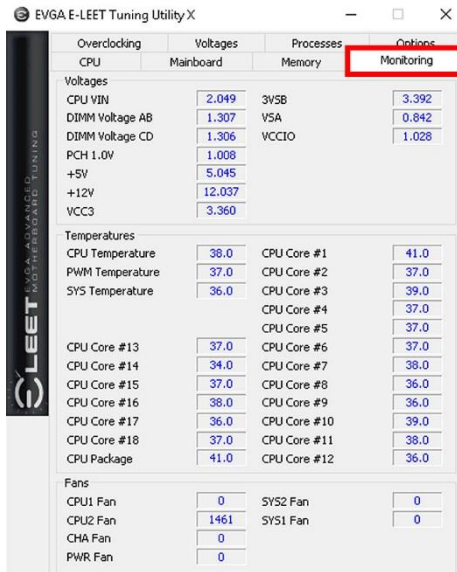 EVGA E-LEET Tuning Utility X
Overclocking Voltages Processes Options
CPU Mainboard Memory Monitoring
Voltages
CPU VIN 2.049 3VSB 3.392
DIMM Voltage AB 1.307 VSA 0.842
DIMM Voltage CD 1.306 VCCIO 1.028
PCH 1.0V 1.008
+5V 5.045
+12V 12.037
VCC3 3.360
Temperatures
CPU Temperature 38.0 CPU Core #1 41.0
PWM Temperature 37.0 CPU Core #2 37.0
SYS Temperature 36.0 CPU Core #3 39.0
CPU Core #4 37.0
CPU Core #5 37.0
CPU Core #13 37.0 CPU Core #6 37.0
CPU Core #14 34.0 CPU Core #7 38.0
CPU Core #15 37.0 CPU Core #8 36.0
CPU Core #16 38.0 CPU Core #9 36.0
CPU Core #17 36.0 CPU Core #10 39.0
CPU Core #18 37.0 CPU Core #11 38.0
CPU Package 41.0 CPU Core #12 36.0
Fans
CPU1 Fan 0 SYS2 Fan 0
CPU2 Fan 1461 SYS1 Fan 0
CHA Fan 0
PWR Fan 0
ELEET
EVGA ADVANCED
MOTHERBOARD TUNING